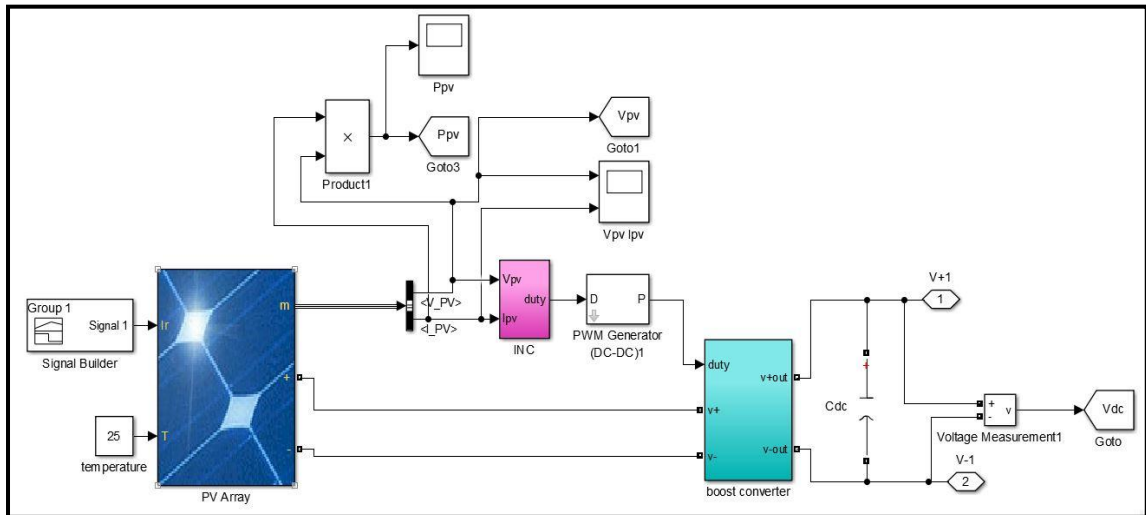 Ppv
×
Product1
Ppv
Goto3
Vpv
Goto1
Vpv Ipv
Group 1
Signal 1
Signal Builder
25
temperature
Ir
T
m
+
-
PV Array
<V_PV>
<I_PV>
Vpv
Ipv
duty
INC
D
P
PWM Generator
(DC-DC)1
duty
v+
v-
v+out
v-out
boost converter
+
Cdc
V+1
1
+
-
v
Voltage Measurement1
Vdc
Goto
V-1
2